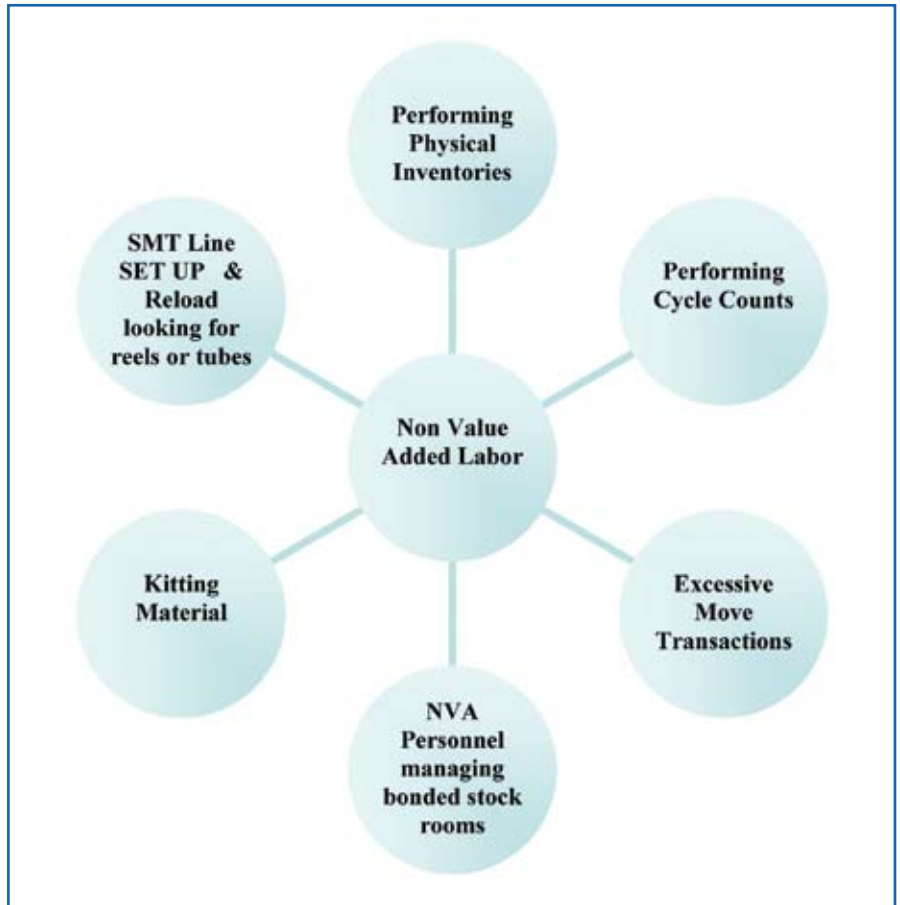 Performing
Physical
Inventories
SMT Line
SET UP &
Reload
looking for
reels or tubes
Performing
Cycle Counts
Non Value
Added Labor
Kitting
Material
Excessive
Move
Transactions
NVA
Personnel
managing
bonded stock
rooms